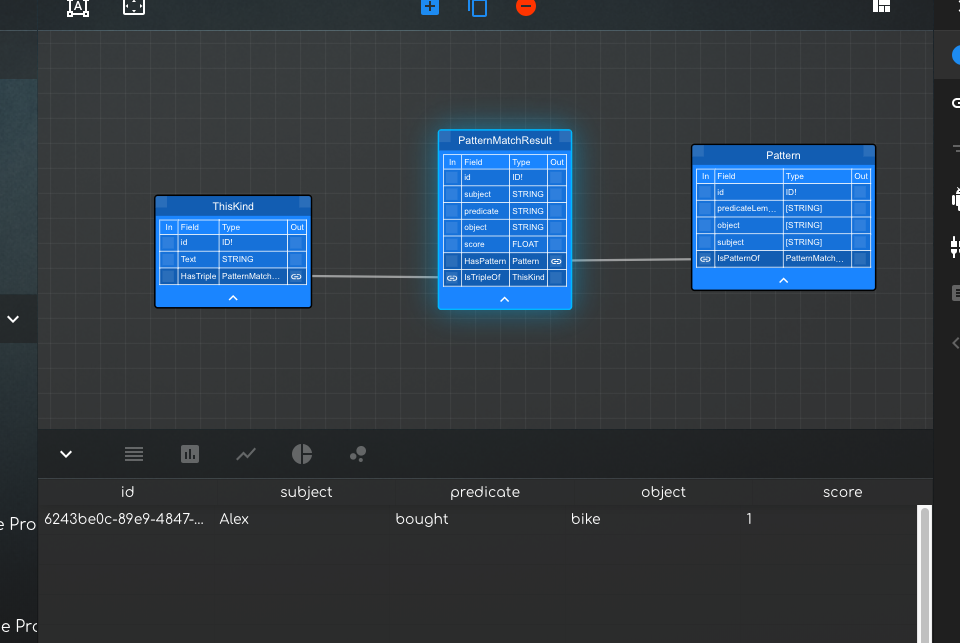 A
PatternMatchResult
In Field Type Out
id ID!
subject STRING
predicate STRING
object STRING
score FLOAT
HasPattern Pattern
IsTripleOf ThisKind
Pattern
In Field Type Out
id ID!
predicateLem... [STRING]
object [STRING]
subject [STRING]
IsPatternOf PatternMatch...
ThisKind
In Field Type Out
id ID!
Text STRING
HasTriple PatternMatch...
id subject predicate object score
6243be0c-89e9-4847-... Alex bought bike 1
e Pro
e Pro